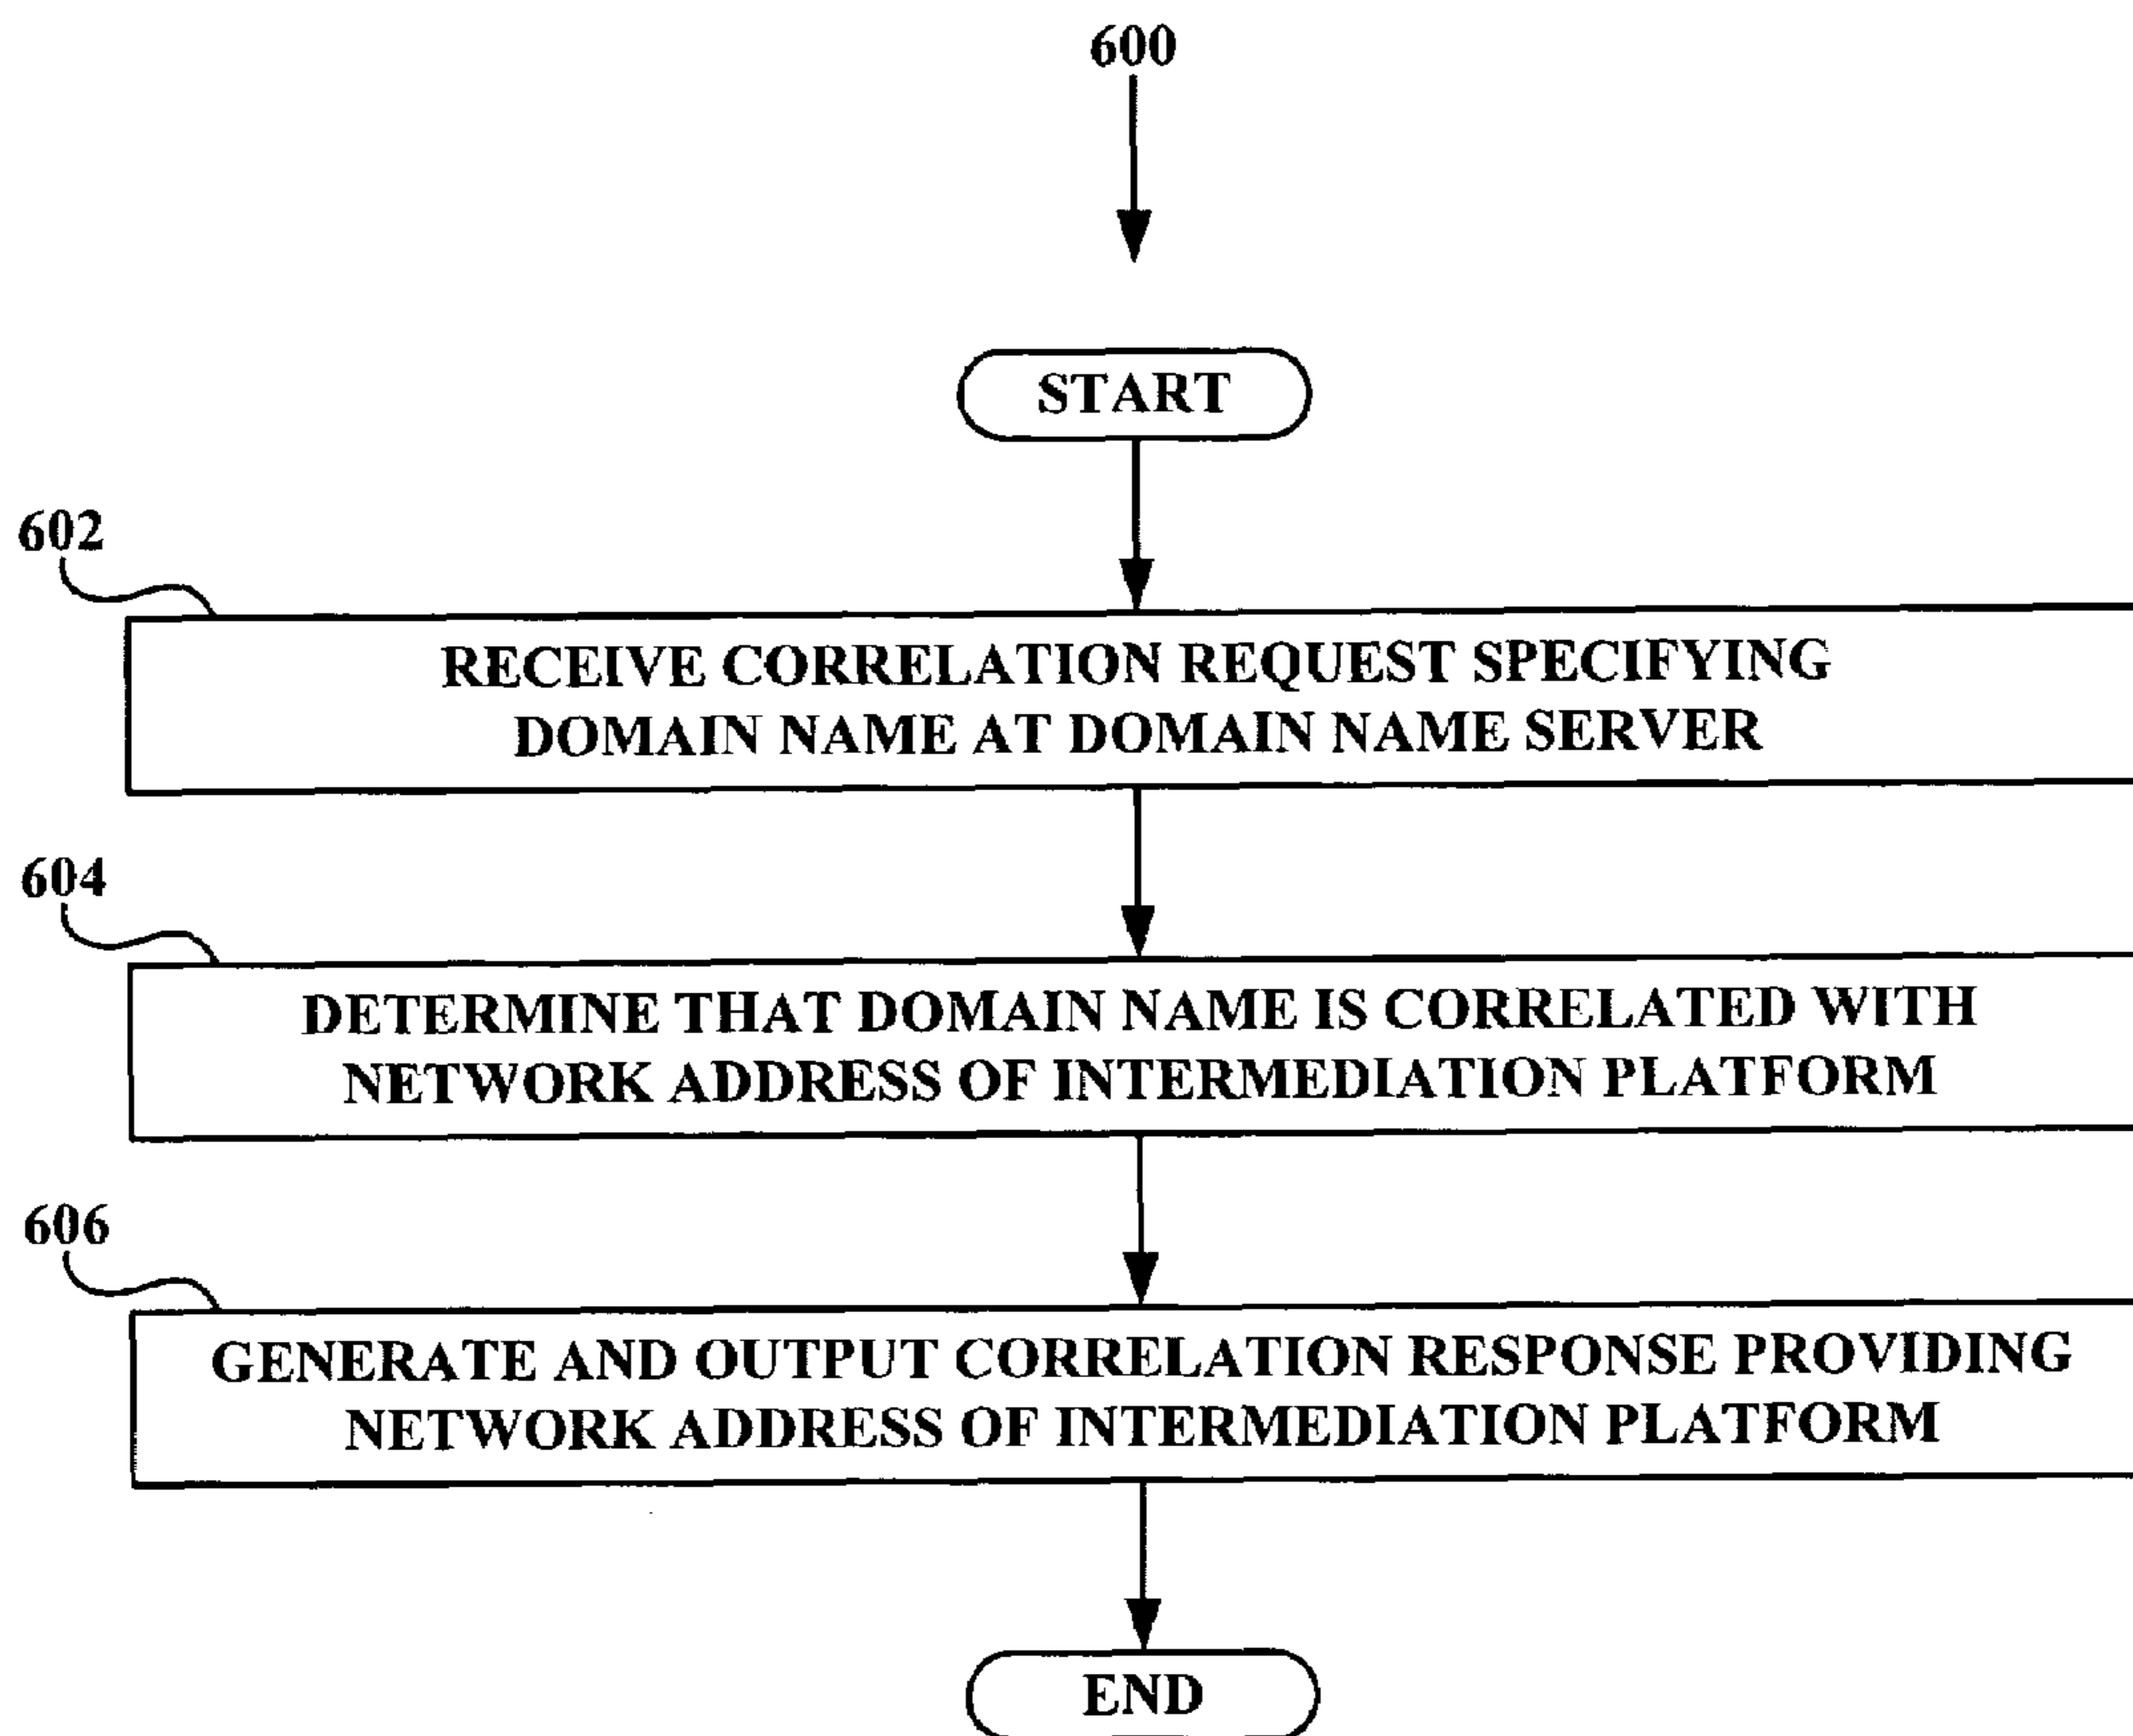 600
START
602
RECEIVE CORRELATION REQUEST SPECIFYING
DOMAIN NAME AT DOMAIN NAME SERVER
604
DETERMINE THAT DOMAIN NAME IS CORRELATED WITH
NETWORK ADDRESS OF INTERMEDIATION PLATFORM
606
GENERATE AND OUTPUT CORRELATION RESPONSE PROVIDING
NETWORK ADDRESS OF INTERMEDIATION PLATFORM
END